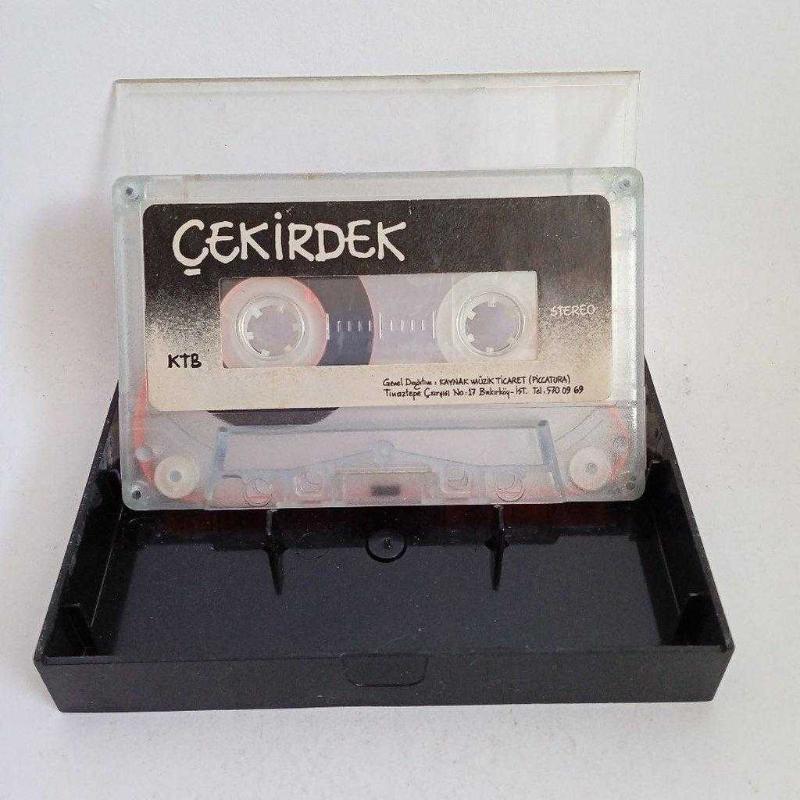 ÇEKİRDEK
STEREO
KTB
Genel Dağıtım: KAYNAK MÜZİK TİCARET (PİCCATURA)
Tınaztepe Çarşısı No:17 Bakırköy-İST. Tel: 570 09 69